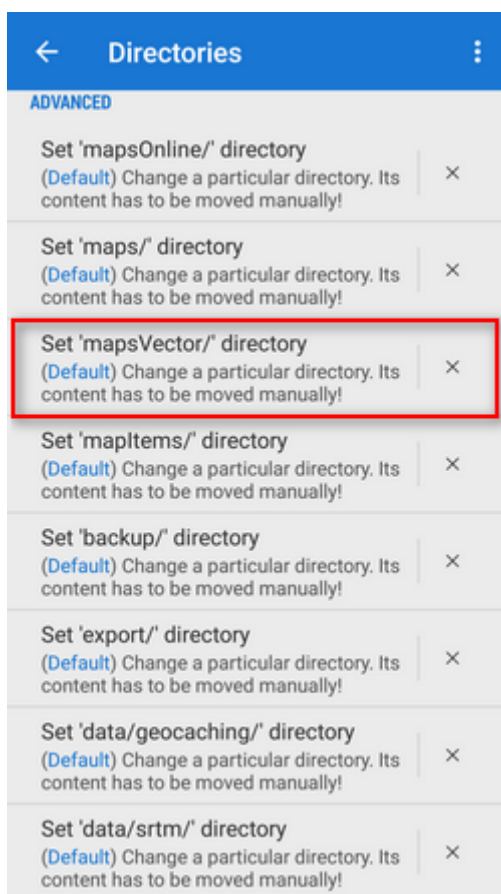 Directories
ADVANCED
Set 'mapsOnline/' directory
(Default) Change a particular directory. Its
content has to be moved manually!
Set 'maps/' directory
(Default) Change a particular directory. Its
content has to be moved manually!
Set 'mapsVector/' directory
(Default) Change a particular directory. Its
content has to be moved manually!
Set 'mapItems/' directory
(Default) Change a particular directory. Its
content has to be moved manually!
Set 'backup/' directory
(Default) Change a particular directory. Its
content has to be moved manually!
Set 'export/' directory
(Default) Change a particular directory. Its
content has to be moved manually!
Set 'data/geocaching/' directory
(Default) Change a particular directory. Its
content has to be moved manually!
Set 'data/srtm/' directory
(Default) Change a particular directory. Its
content has to be moved manually!